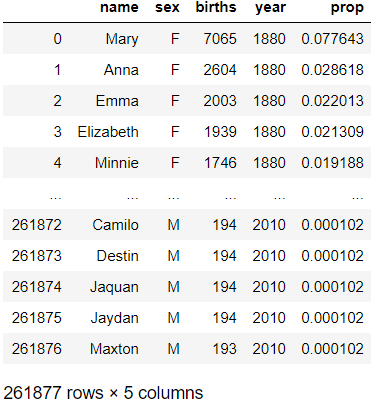 name sex births year prop
0 Mary F 7065 1880 0.077643
1 Anna F 2604 1880 0.028618
2 Emma F 2003 1880 0.022013
3 Elizabeth F 1939 1880 0.021309
4 Minnie F 1746 1880 0.019188
... ... ... ... ... ...
261872 Camilo M 194 2010 0.000102
261873 Destin M 194 2010 0.000102
261874 Jaquan M 194 2010 0.000102
261875 Jaydan M 194 2010 0.000102
261876 Maxton M 193 2010 0.000102
261877 rows × 5 columns